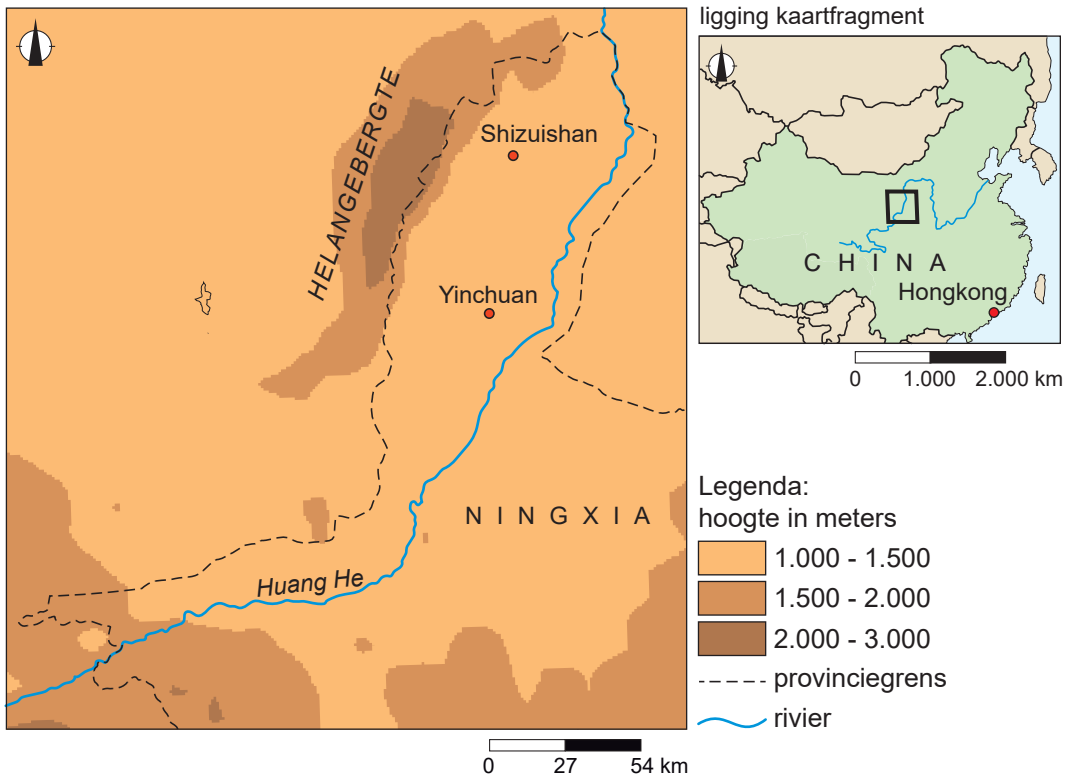 ligging kaartfragment
HELANGEBERGTE
Shizuishan
Yinchuan
NINGXIA
Huang He
0 27 54 km
CHINA
Hongkong
0 1.000 2.000 km
Legenda:
hoogte in meters
1.000 - 1.500
1.500 - 2.000
2.000 - 3.000
provinciegrens
rivier